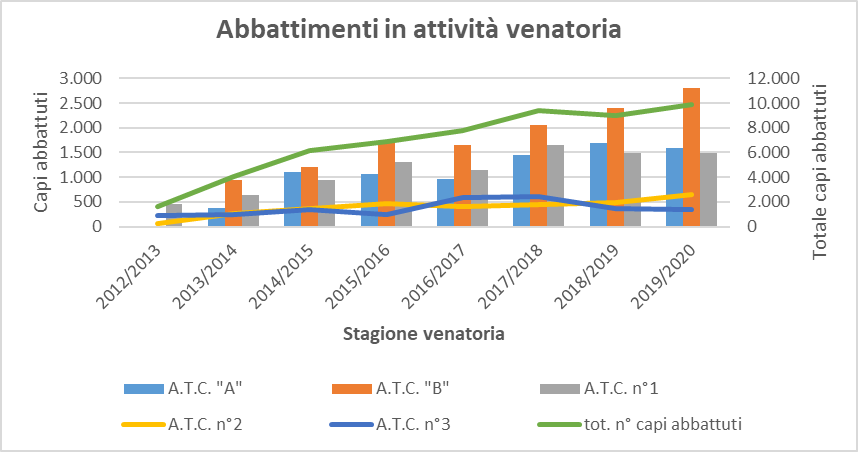 Abbattimenti in attività venatoria
3.000
2.500
2.000
1.500
1.000
500
0
Capi abbattuti
12.000
10.000
8.000
6.000
4.000
2.000
0
Totale capi abbattuti
2012/2013
2013/2014
2014/2015
2015/2016
2016/2017
2017/2018
2018/2019
2019/2020
Stagione venatoria
A.T.C. "A"
A.T.C. "B"
A.T.C. n°1
A.T.C. n°2
A.T.C. n°3
tot. n° capi abbattuti